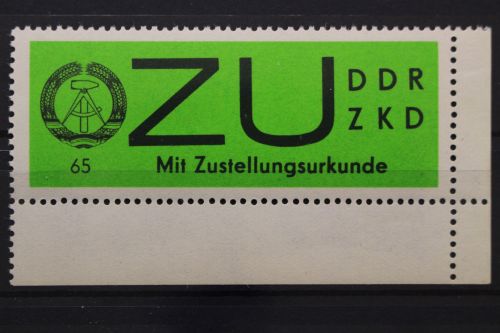 ZU
DDR
ZKD
65
Mit Zustellungsurkunde